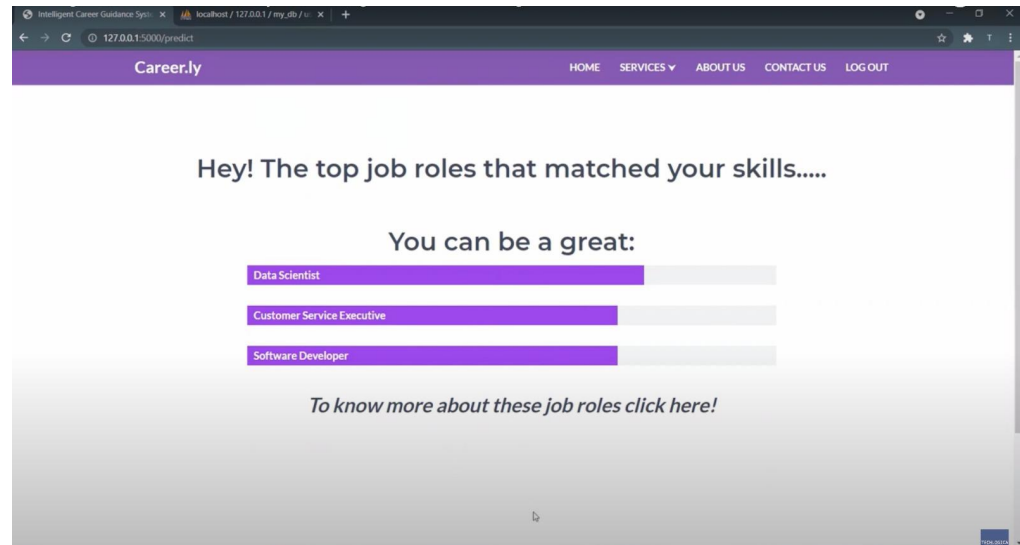 Intelligent Career Guidance Syste
localhost / 127.0.0.1 / my_db / u
127.0.0.1:5000/predict
Career.ly
HOME SERVICES ABOUT US CONTACT US LOG OUT
Hey! The top job roles that matched your skills.....
You can be a great:
Data Scientist
Customer Service Executive
Software Developer
To know more about these job roles click here!